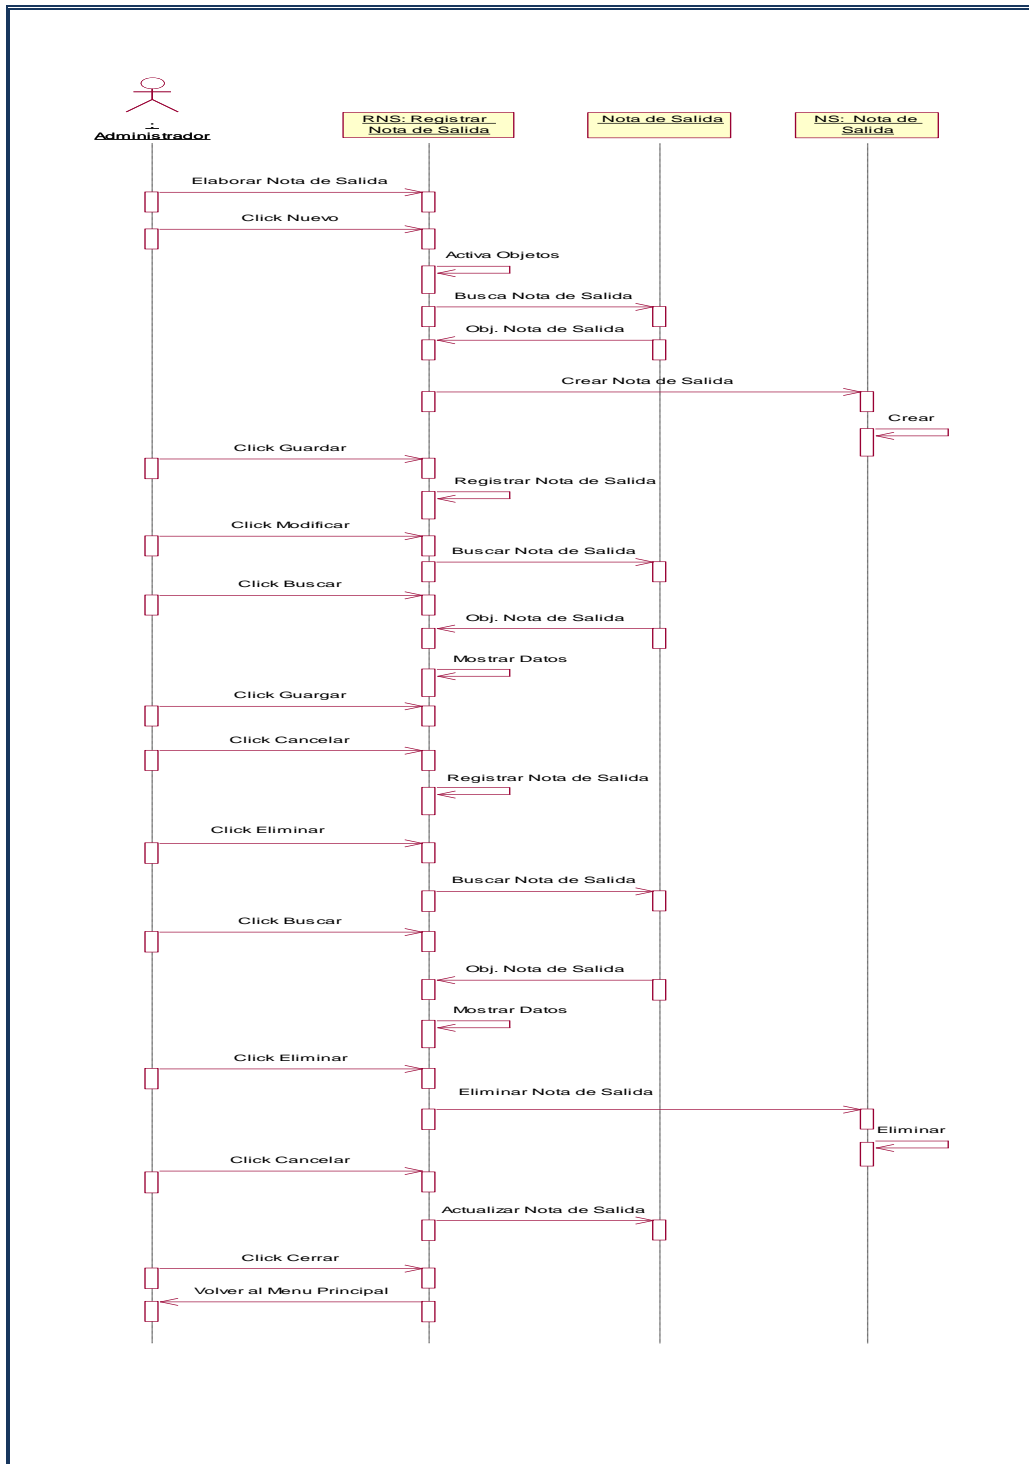 :
Administrador
RNS: Registrar
Nota de Salida
Nota de Salida
NS: Nota de
Salida
Elaborar Nota de Salida
Click Nuevo
Activa Objetos
Busca Nota de Salida
Obj. Nota de Salida
Crear Nota de Salida
Crear
Click Guardar
Registrar Nota de Salida
Click Modificar
Buscar Nota de Salida
Click Buscar
Obj. Nota de Salida
Mostrar Datos
Click Guargar
Click Cancelar
Registrar Nota de Salida
Click Eliminar
Buscar Nota de Salida
Click Buscar
Obj. Nota de Salida
Mostrar Datos
Click Eliminar
Eliminar Nota de Salida
Eliminar
Click Cancelar
Actualizar Nota de Salida
Click Cerrar
Volver al Menu Principal